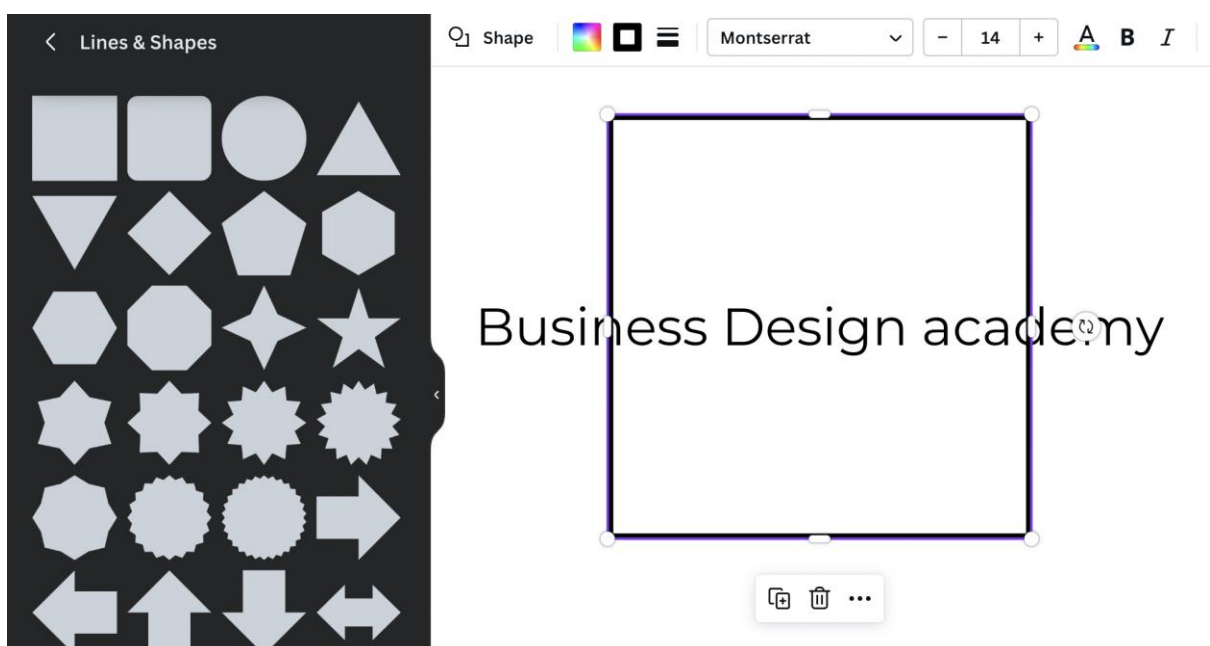 Lines & Shapes
Shape
Montserrat
- 14 +
A B I
Business Design academy